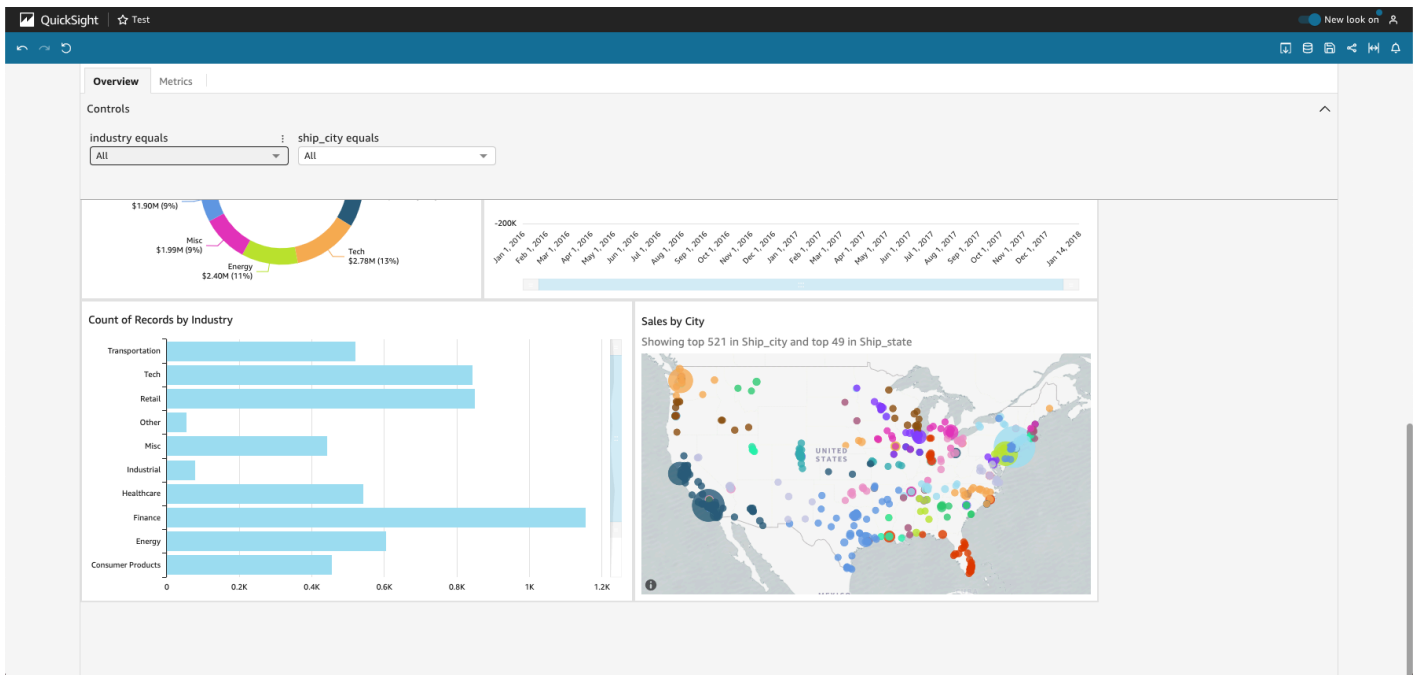 QuickSight
Test
New look on
Overview
Metrics
Controls
industry equals
ship_city equals
All
All
$1.90M (9%)
Misc
$1.99M (9%)
Energy
$2.40M (11%)
Tech
$2.78M (13%)
-200K
Jan 1, 2016
Feb 1, 2016
Mar 1, 2016
Apr 1, 2016
May 1, 2016
Jun 1, 2016
Jul 1, 2016
Aug 1, 2016
Sep 1, 2016
Oct 1, 2016
Nov 1, 2016
Dec 1, 2016
Jan 1, 2017
Feb 1, 2017
Mar 1, 2017
Apr 1, 2017
May 1, 2017
Jun 1, 2017
Jul 1, 2017
Aug 1, 2017
Sep 1, 2017
Oct 1, 2017
Nov 1, 2017
Dec 1, 2017
Jan 14, 2018
Count of Records by Industry
Transportation
Tech
Retail
Other
Misc
Industrial
Healthcare
Finance
Energy
Consumer Products
0
0.2K
0.4K
0.6K
0.8K
1K
1.2K
Sales by City
Showing top 521 in Ship_city and top 49 in Ship_state
UNITED
STATES